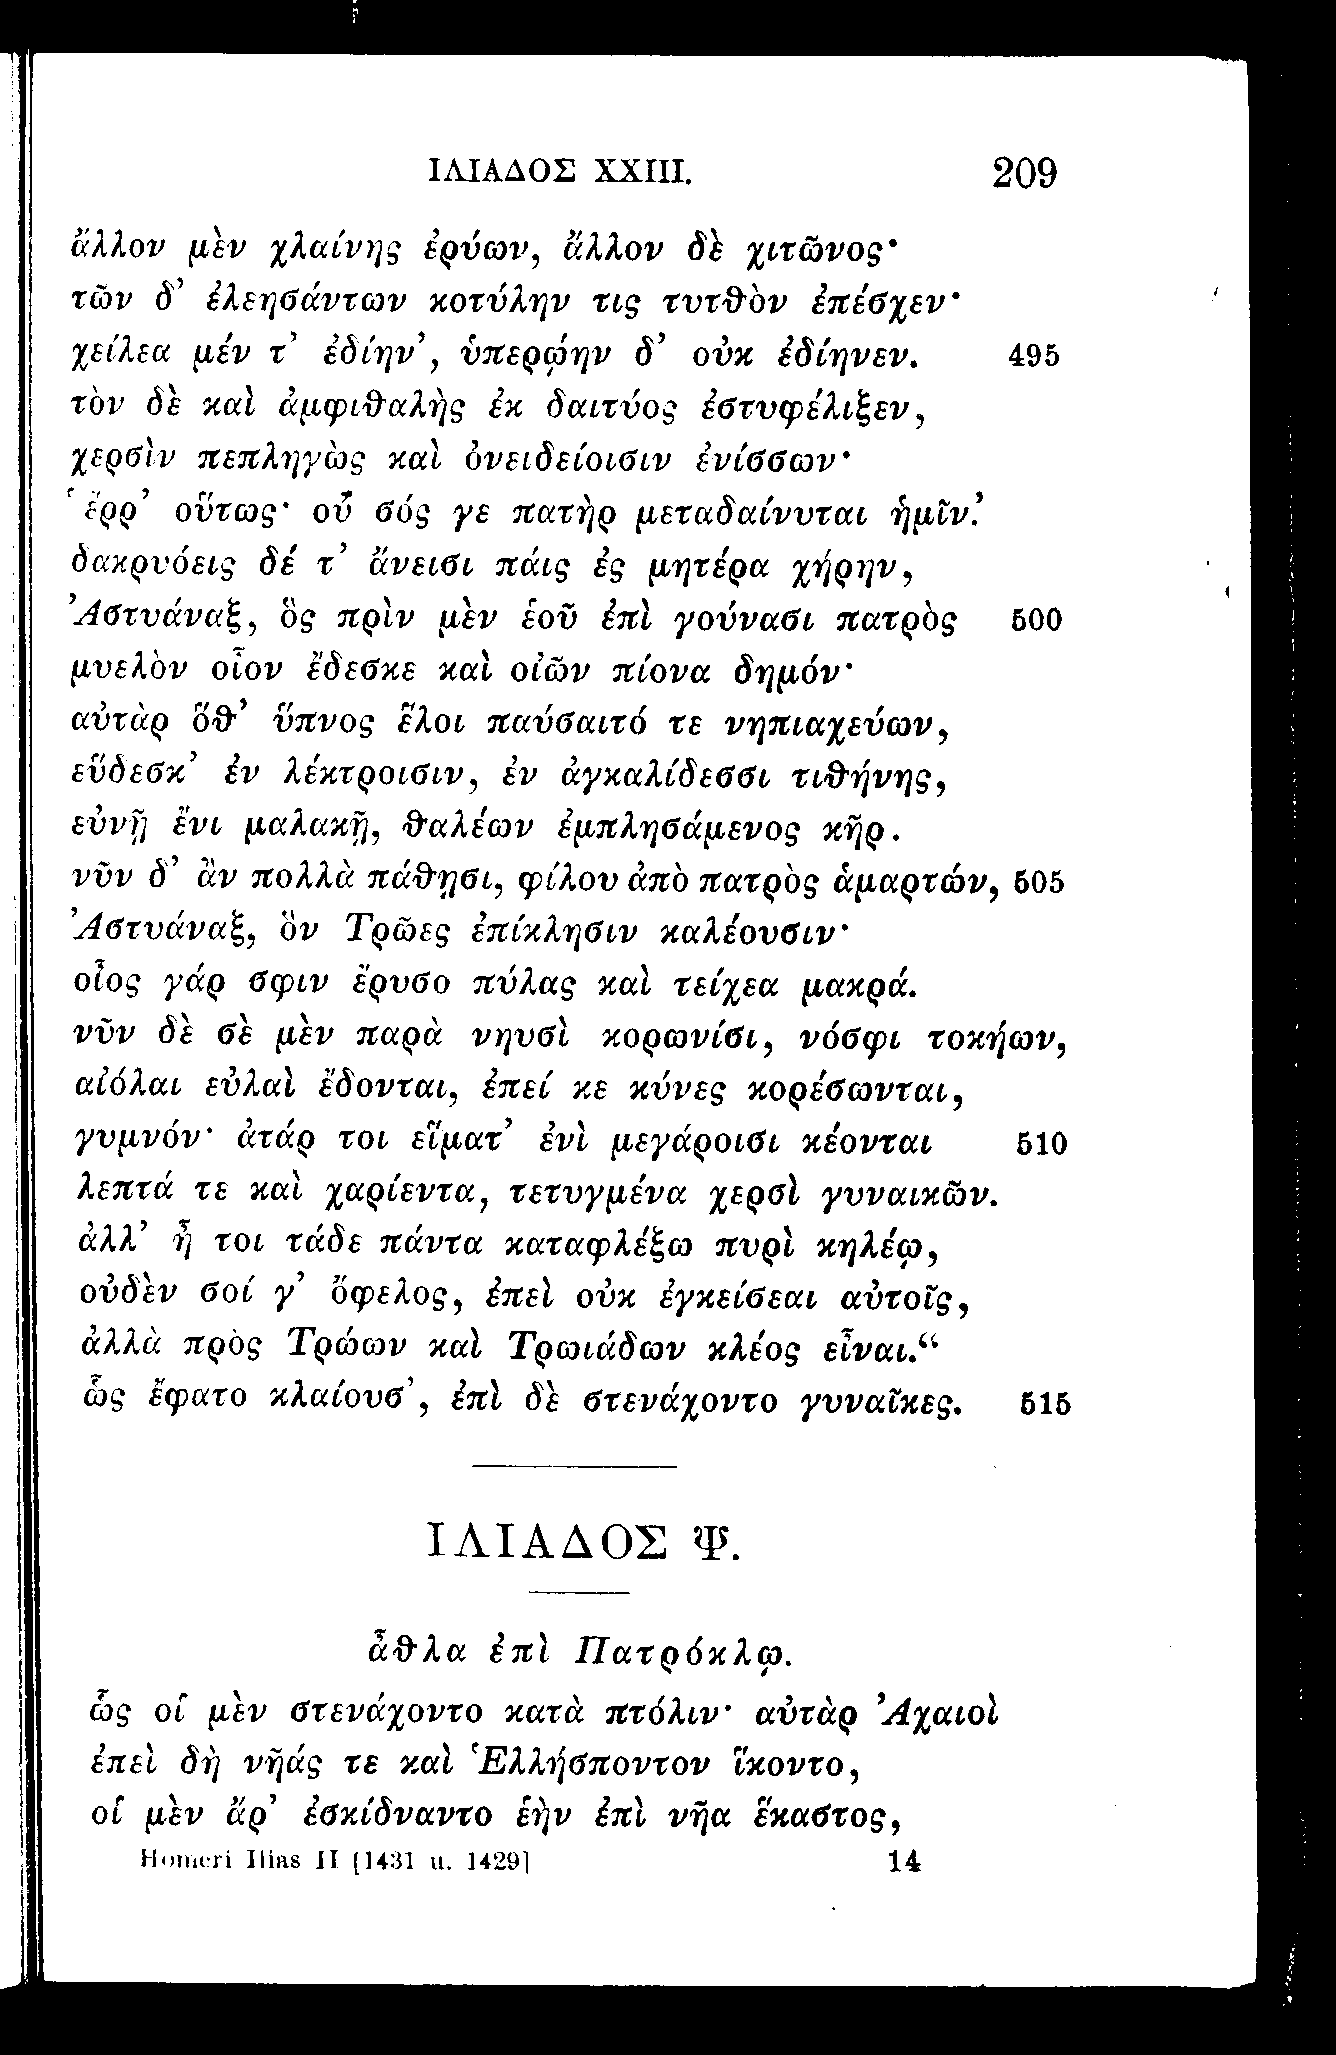 ΙΛΙΑΔΟΣ XXIII. 209
ἄλλον μὲν χλαίνης ἐρύων, ἄλλον δὲ χιτῶνος·
τῶν δ’ ἐλεησάντων κοτύλην τις τυτθὸν ἐπέσχεν·
χείλεα μέν τ’ ἐδίην’, ὑπερῴην δ’ οὐκ ἐδίηνεν. 495
τὸν δὲ καὶ ἀμφιθαλὴς ἐκ δαιτύος ἐστυφέλιξεν,
χερσὶν πεπληγὼς καὶ ὀνειδείοισιν ἐνίσσων·
‘ἔρρ’ οὕτως· οὔ σός γε πατὴρ μεταδαίνυται ἡμῖν.’
δακρυόεις δέ τ’ ἄνεισι πάις ἐς μητέρα χήρην,
Ἀστυάναξ, ὃς πρὶν μὲν ἑοῦ ἐπὶ γούνασι πατρὸς 500
μυελὸν οἶον ἔδεσκε καὶ οἰῶν πίονα δημόν·
αὐτὰρ ὅθ’ ὕπνος ἕλοι παύσαιτό τε νηπιαχεύων,
εὕδεσκ’ ἐν λέκτροισιν, ἐν ἀγκαλίδεσσι τιθήνης,
εὐνῇ ἔνι μαλακῇ, θαλέων ἐμπλησάμενος κῆρ.
νῦν δ’ ἂν πολλὰ πάθῃσι, φίλου ἀπὸ πατρὸς ἁμαρτών, 505
Ἀστυάναξ, ὃν Τρῶες ἐπίκλησιν καλέουσιν·
οἶος γάρ σφιν ἔρυσο πύλας καὶ τείχεα μακρά.
νῦν δὲ σὲ μὲν παρὰ νηυσὶ κορωνίσι, νόσφι τοκήων,
αἰόλαι εὐλαὶ ἔδονται, ἐπεί κε κύνες κορέσωνται,
γυμνόν· ἀτάρ τοι εἵματ’ ἐνὶ μεγάροισι κέονται 510
λεπτά τε καὶ χαρίεντα, τετυγμένα χερσὶ γυναικῶν.
ἀλλ’ ἦ τοι τάδε πάντα καταφλέξω πυρὶ κηλέῳ,
οὐδὲν σοί γ’ ὄφελος, ἐπεὶ οὐκ ἐγκείσεαι αὐτοῖς,
ἀλλὰ πρὸς Τρώων καὶ Τρωιάδων κλέος εἶναι.“
ὣς ἔφατο κλαίουσ’, ἐπὶ δὲ στενάχοντο γυναῖκες. 515
ΙΛΙΑΔΟΣ Ψ.
ἆθλα ἐπὶ Πατρόκλῳ.
ὣς οἳ μὲν στενάχοντο κατὰ πτόλιν· αὐτὰρ Ἀχαιοὶ
ἐπεὶ δὴ νῆάς τε καὶ Ἑλλήσποντον ἵκοντο,
οἳ μὲν ἄρ’ ἐσκίδναντο ἑὴν ἐπὶ νῆα ἕκαστος,
Homeri Ilias II [1431 u. 1429] 14